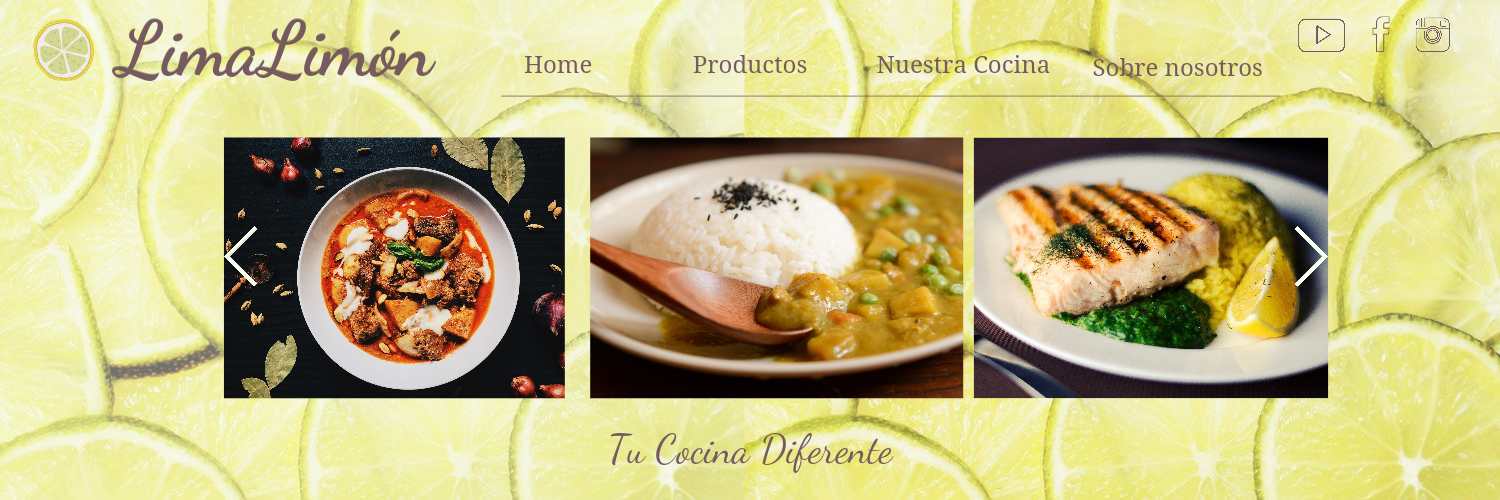 LimaLimón
Home Productos Nuestra Cocina Sobre nosotros
Tu Cocina Diferente